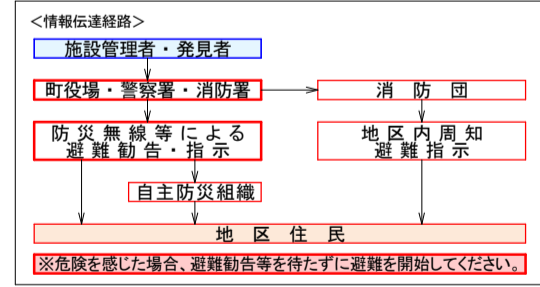 <情報伝達経路>
施設管理者・発見者
町役場・警察署・消防署
消防団
防災無線等による
避難勧告・指示
地区内周知
避難指示
自主防災組織
地区住民
※危険を感じた場合、避難勧告等を待たずに避難を開始してください。